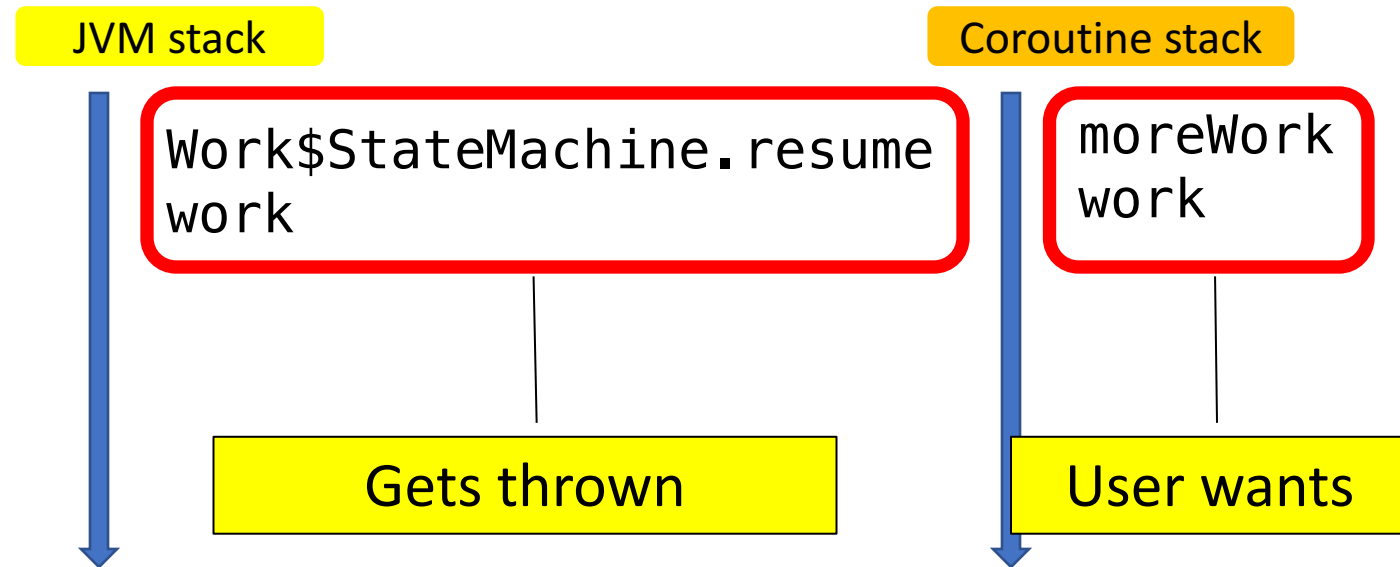 JVM stack
Coroutine stack
Work$StateMachine.resume
work
moreWork
work
Gets thrown
User wants